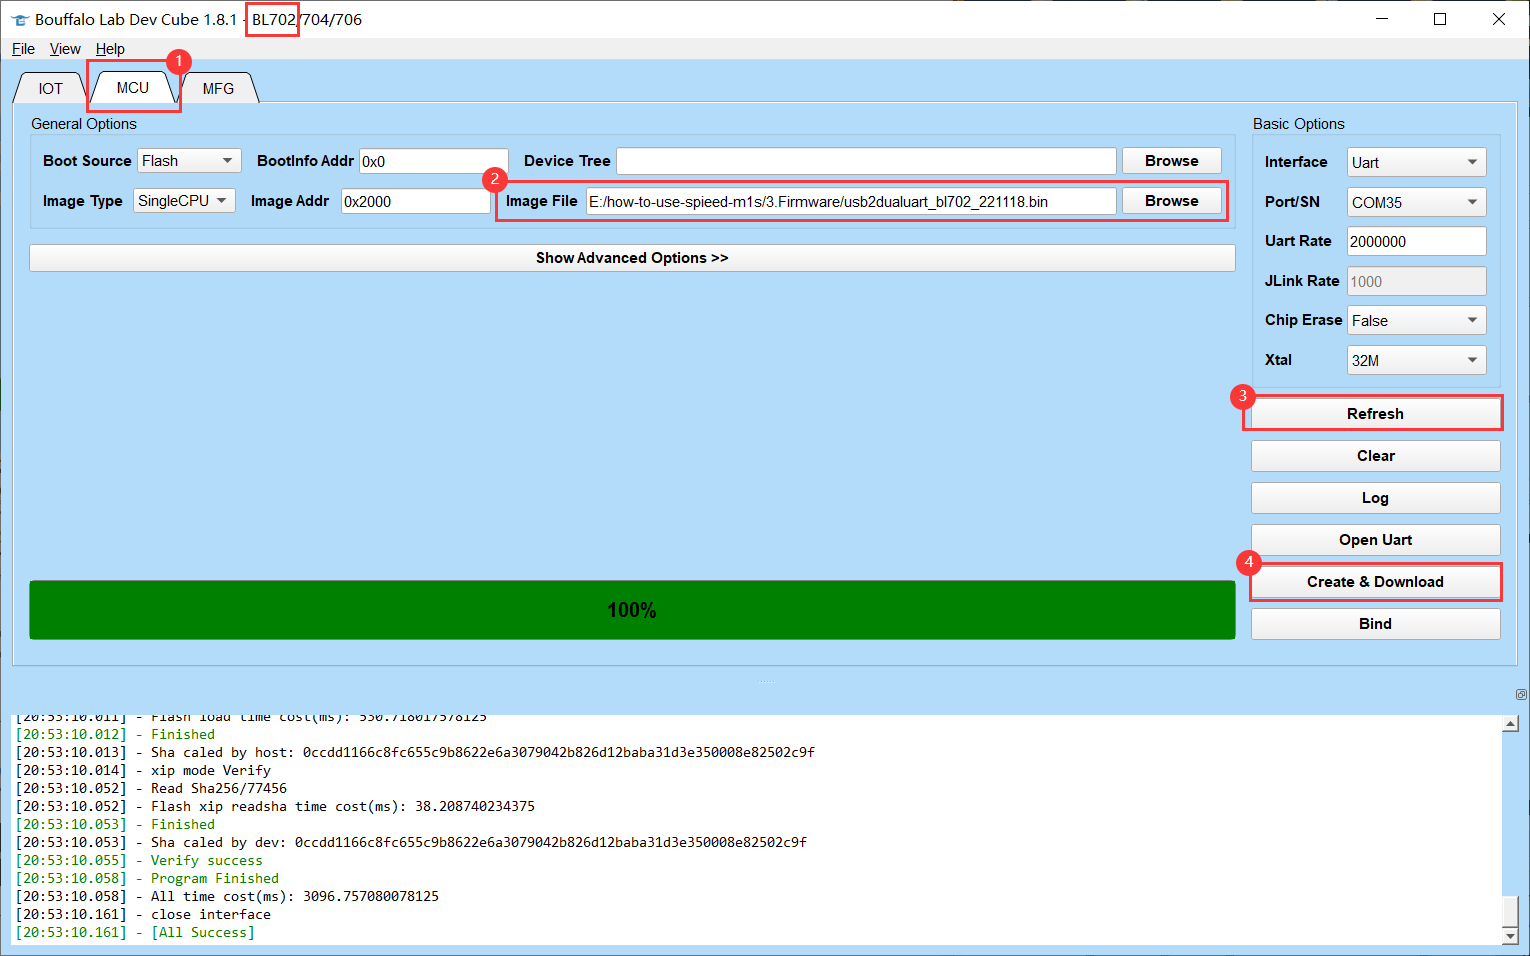 Bouffalo Lab Dev Cube 1.8.1 - BL702/704/706
File View Help
1
IOT MCU MFG
General Options
Boot Source Flash BootInfo Addr 0x0 Device Tree Browse
2
Image Type SingleCPU Image Addr 0x2000 Image File E:/how-to-use-spieed-m1s/3.Firmware/usb2dualuart_bl702_221118.bin Browse
Show Advanced Options >>
100%
Basic Options
Interface Uart
Port/SN COM35
Uart Rate 2000000
JLink Rate 1000
Chip Erase False
Xtal 32M
3
Refresh
Clear
Log
Open Uart
4
Create & Download
Bind
[20:53:10.011] - Flash load time cost(ms): 530.718017578125
[20:53:10.012] - Finished
[20:53:10.013] - Sha caled by host: 0ccdd1166c8fc655c9b8622e6a3079042b826d12baba31d3e350008e82502c9f
[20:53:10.014] - xip mode Verify
[20:53:10.052] - Read Sha256/77456
[20:53:10.052] - Flash xip readsha time cost(ms): 38.208740234375
[20:53:10.053] - Finished
[20:53:10.053] - Sha caled by dev: 0ccdd1166c8fc655c9b8622e6a3079042b826d12baba31d3e350008e82502c9f
[20:53:10.055] - Verify success
[20:53:10.058] - Program Finished
[20:53:10.058] - All time cost(ms): 3096.757080078125
[20:53:10.161] - close interface
[20:53:10.161] - [All Success]